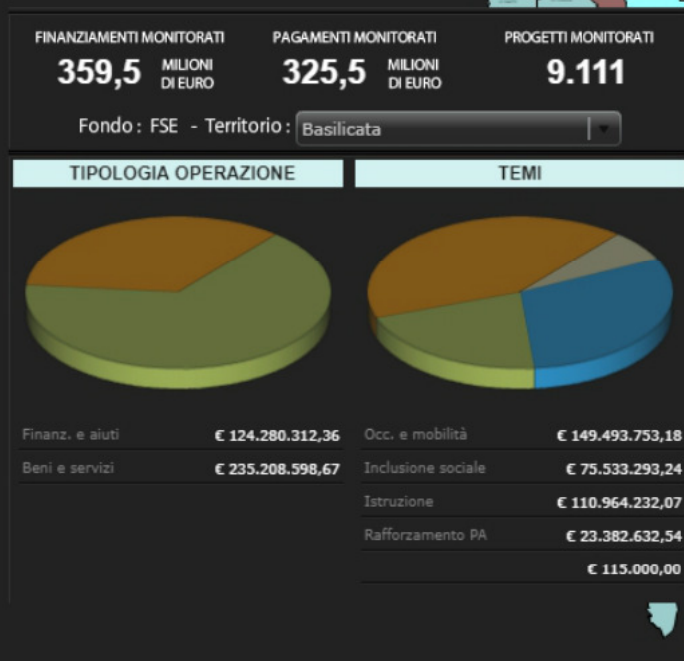 FINANZIAMENTI MONITORATI
359,5 MILIONI DI EURO
PAGAMENTI MONITORATI
325,5 MILIONI DI EURO
PROGETTI MONITORATI
9.111
Fondo : FSE - Territorio : Basilicata
TIPOLOGIA OPERAZIONE
Finanz. e aiuti € 124.280.312,36
Beni e servizi € 235.208.598,67
TEMI
Occ. e mobilità € 149.493.753,18
Inclusione sociale € 75.533.293,24
Istruzione € 110.964.232,07
Rafforzamento PA € 23.382.632,54
€ 115.000,00